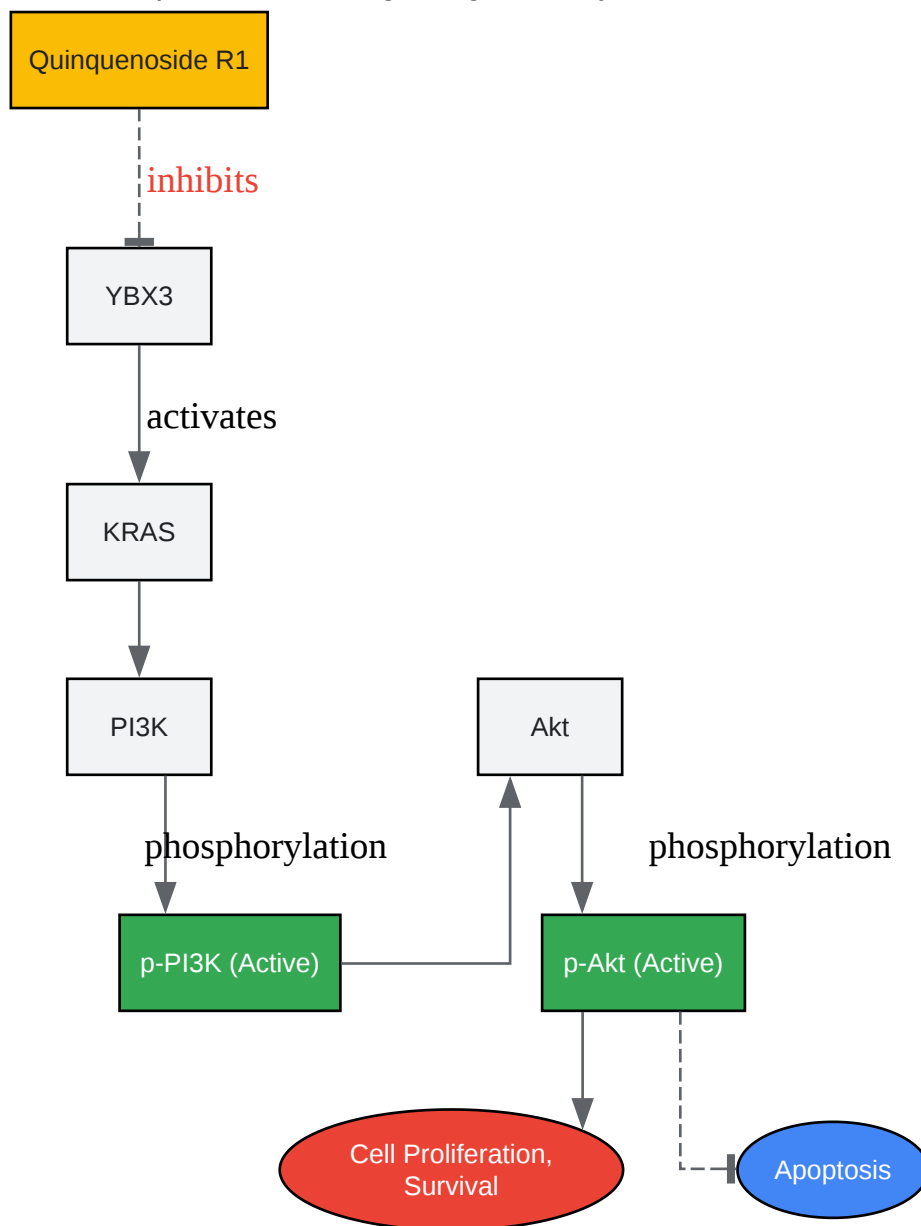 Quinquenoside R1
inhibits
YBX3
activates
KRAS
PI3K
Akt
phosphorylation
phosphorylation
p-PI3K (Active)
p-Akt (Active)
Cell Proliferation,
Survival
Apoptosis